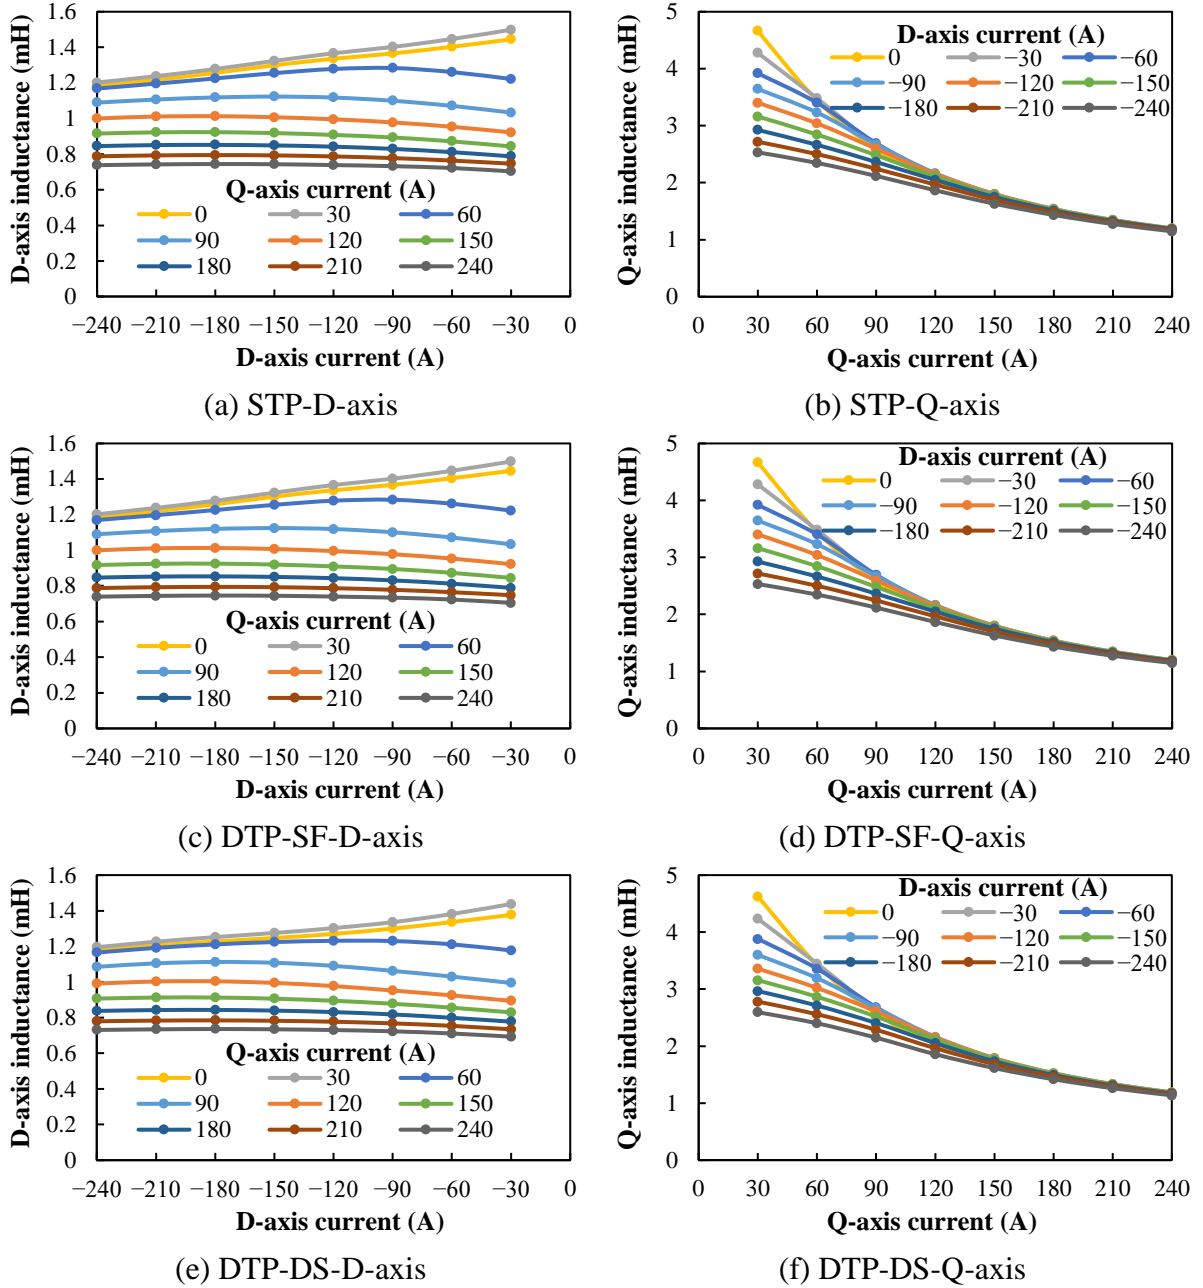 D-axis inductance (mH)
1.6
1.4
1.2
1
0.8
0.6
0.4
0.2
0
Q-axis current (A)
0 30 60
90 120 150
180 210 240
−240 −210 −180 −150 −120 −90 −60 −30 0
D-axis current (A)
(a) STP-D-axis
Q-axis inductance (mH)
5
4
3
2
1
0
D-axis current (A)
0 −30 −60
−90 −120 −150
−180 −210 −240
0 30 60 90 120 150 180 210 240
Q-axis current (A)
(b) STP-Q-axis
D-axis inductance (mH)
1.6
1.4
1.2
1
0.8
0.6
0.4
0.2
0
Q-axis current (A)
0 30 60
90 120 150
180 210 240
−240 −210 −180 −150 −120 −90 −60 −30 0
D-axis current (A)
(c) DTP-SF-D-axis
Q-axis inductance (mH)
5
4
3
2
1
0
D-axis current (A)
0 −30 −60
−90 −120 −150
−180 −210 −240
0 30 60 90 120 150 180 210 240
Q-axis current (A)
(d) DTP-SF-Q-axis
D-axis inductance (mH)
1.6
1.4
1.2
1
0.8
0.6
0.4
0.2
0
Q-axis current (A)
0 30 60
90 120 150
180 210 240
−240 −210 −180 −150 −120 −90 −60 −30 0
D-axis current (A)
(e) DTP-DS-D-axis
Q-axis inductance (mH)
5
4
3
2
1
0
D-axis current (A)
0 −30 −60
−90 −120 −150
−180 −210 −240
0 30 60 90 120 150 180 210 240
Q-axis current (A)
(f) DTP-DS-Q-axis